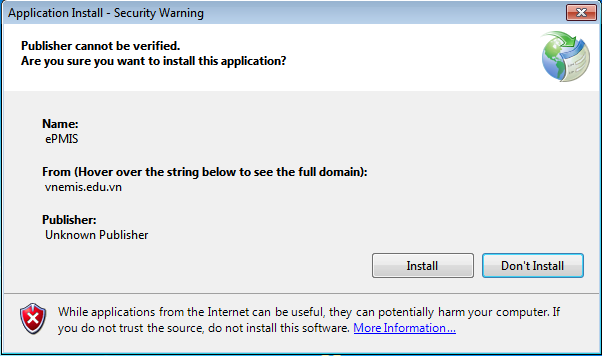 Application Install - Security Warning
Publisher cannot be verified.
Are you sure you want to install this application?
Name:
ePMIS
From (Hover over the string below to see the full domain):
vnemis.edu.vn
Publisher:
Unknown Publisher
Install
Don't Install
While applications from the Internet can be useful, they can potentially harm your computer. If
you do not trust the source, do not install this software. More Information...